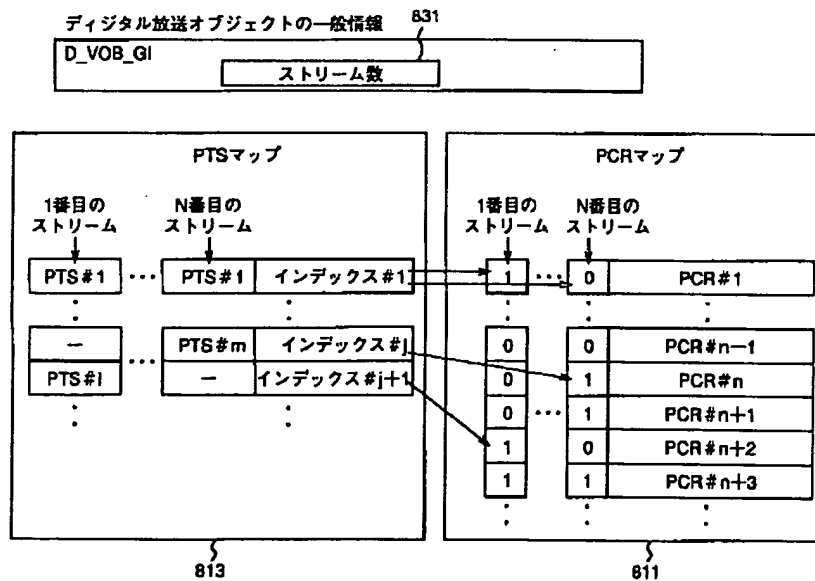 ディジタル放送オブジェクトの一般情報
831
D_VOB_GI
ストリーム数
PTSマップ
1番目の
ストリーム
N番目の
ストリーム
PTS#1 ・・・ PTS#1 インデックス#1
― ・・・ PTS#m インデックス#j
PTS#l ― インデックス#j+1
813
PCRマップ
1番目の
ストリーム
N番目の
ストリーム
1 ・・・ 0 PCR#1
0 0 PCR#n-1
0 1 PCR#n
0 ・・・ 1 PCR#n+1
1 0 PCR#n+2
1 1 PCR#n+3
811